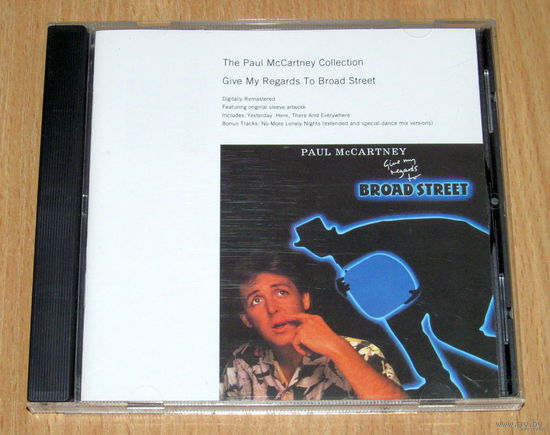 The Paul McCartney Collection
Give My Regards To Broad Street
Digitally Remastered
Featuring original sleeve artwork
Includes: Yesterday Here, There And Everywhere
Bonus Tracks: No More Lonely Nights (extended and special dance mix versions)
PAUL McCARTNEY
Give my
regards
to
BROAD STREET